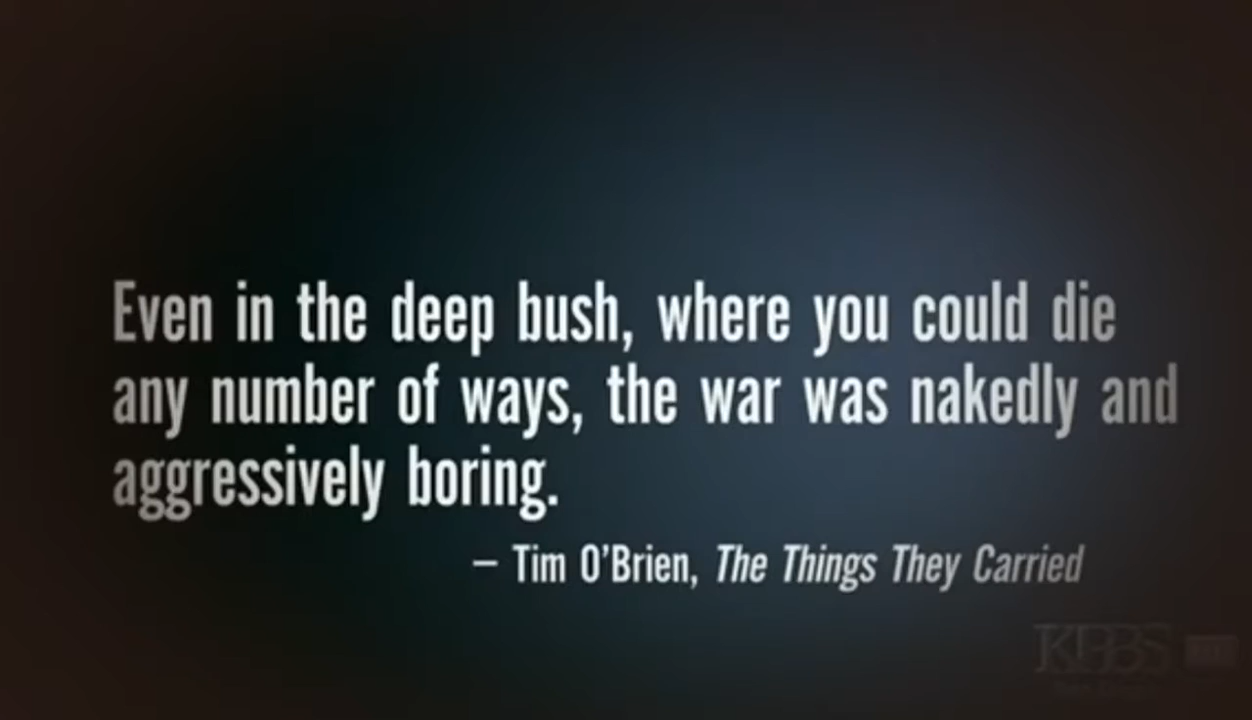 Even in the deep bush, where you could die
any number of ways, the war was nakedly and
aggressively boring.
– Tim O'Brien, The Things They Carried
KPBS